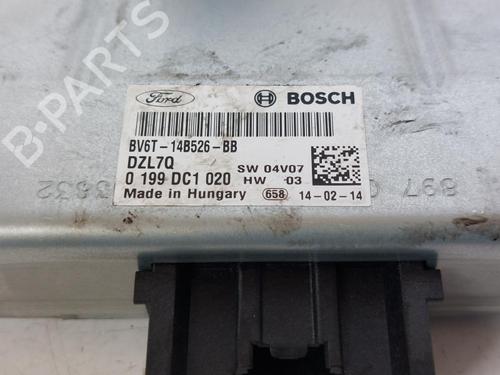 Ford
BOSCH
BV6T-14B526-BB
DZL7Q
SW 04V07
0 199 DC1 020 HW 03
Made in Hungary 658 14-02-14
897
B PARTS